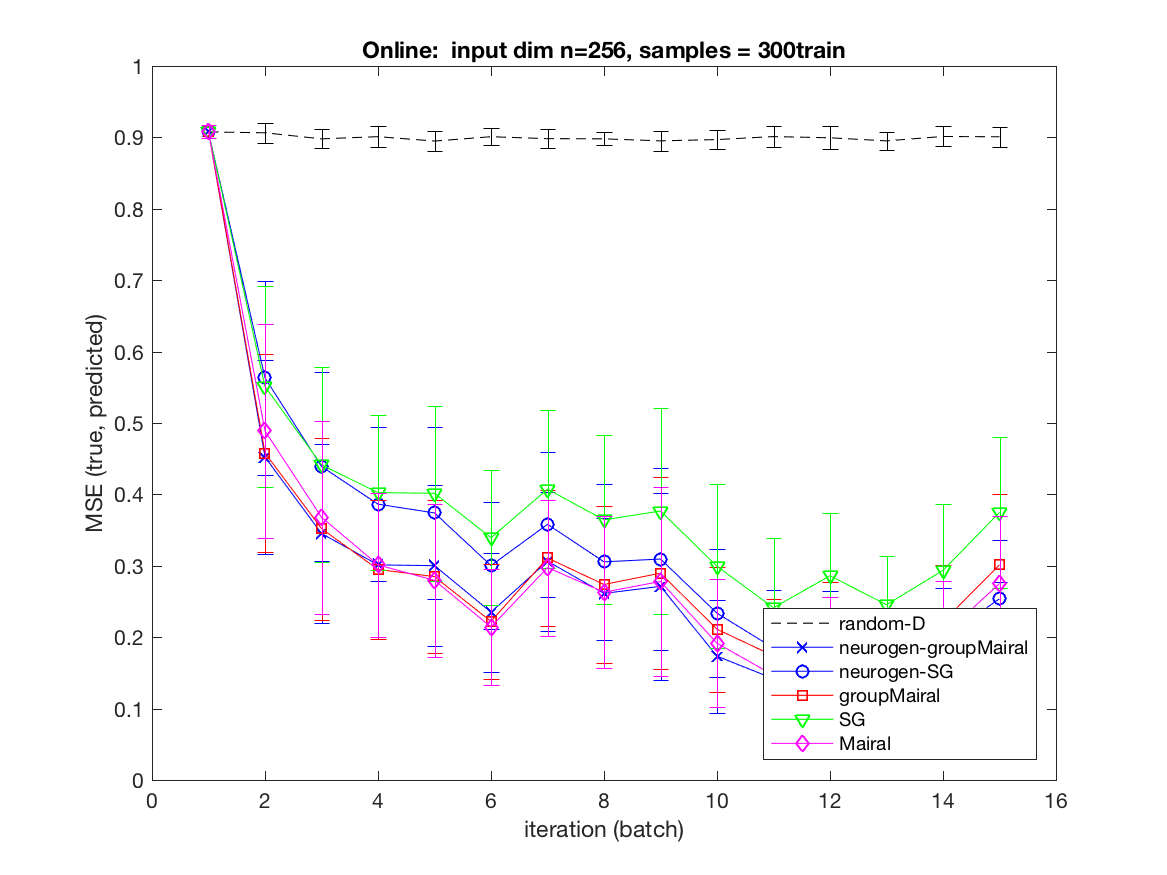 Online:  input dim n=256, samples = 300train
1
0.9
0.8
0.7
0.6
0.5
0.4
0.3
0.2
0.1
0
MSE (true, predicted)
random-D
neurogen-groupMairal
neurogen-SG
groupMairal
SG
Mairal
0 2 4 6 8 10 12 14 16
iteration (batch)